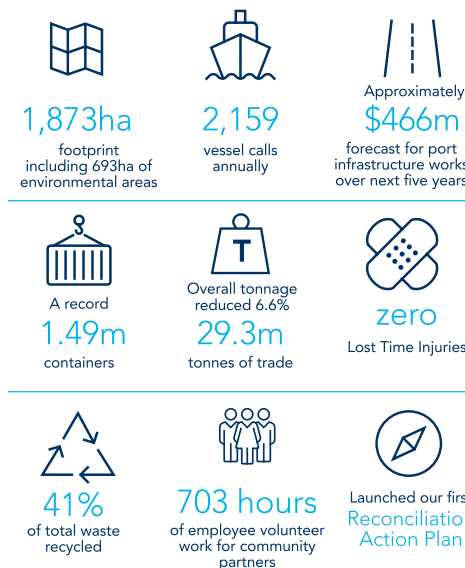 1,873ha
footprint
including 693ha of
environmental areas
2,159
vessel calls
annually
Approximately
$466m
forecast for port
infrastructure works
over next five years
A record
1.49m
containers
T
Overall tonnage
reduced 6.6%
29.3m
tonnes of trade
zero
Lost Time Injuries
41%
of total waste
recycled
703 hours
of employee volunteer
work for community
partners
Launched our firs
Reconciliatio
Action Plan